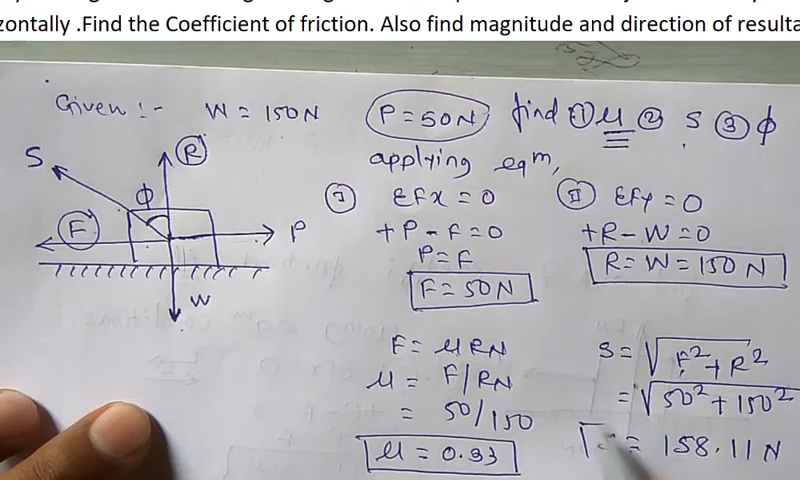 zontally .Find the Coefficient of friction. Also find magnitude and direction of resulta
Given :- W = 150N P = 50N find ① μ ② S ③ ϕ
applying eqm,
S R ϕ F P W
Ⓘ ΣFX = 0
+P - F = 0
P = F
F = 50N
Ⅱ ΣFY = 0
+R - W = 0
R = W = 150 N
F = μ RN
μ = F/RN
= 50/150
μ = 0.33
S = √F² + R²
= √50² + 150²
= 158.11 N